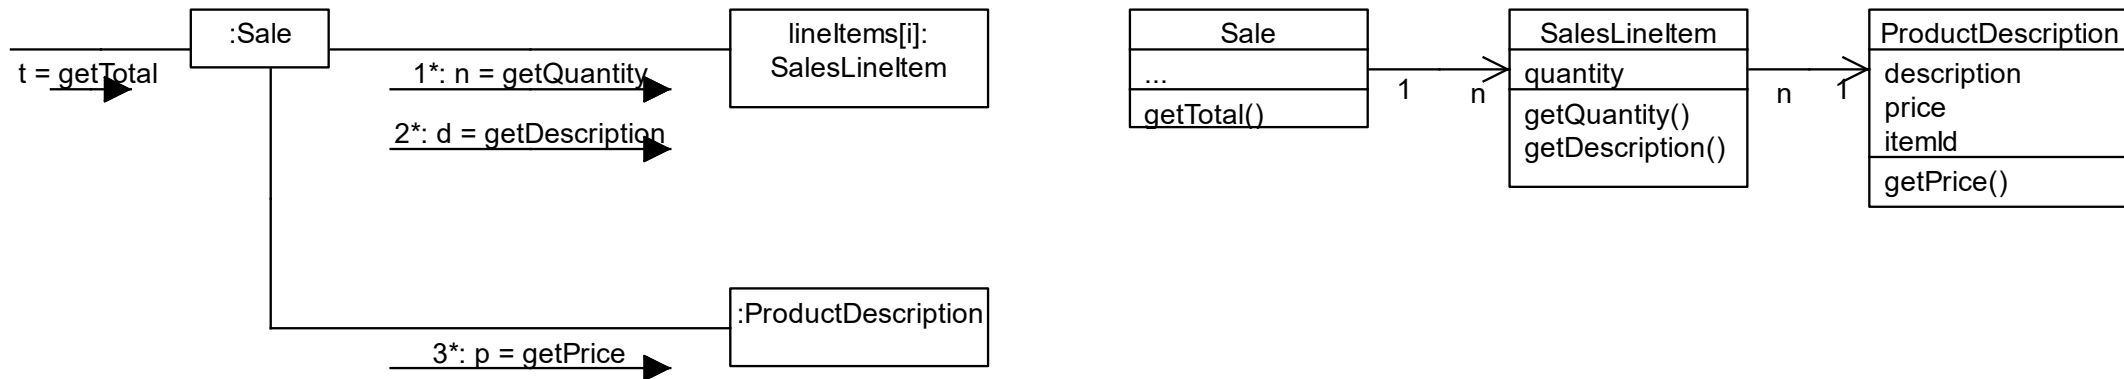 :Sale
t = getTotal
1*: n = getQuantity
2*: d = getDescription
lineItems[i]:
SalesLineItem
:ProductDescription
3*: p = getPrice
Sale
...
getTotal()
1
n
SalesLineItem
quantity
getQuantity()
getDescription()
n
1
ProductDescription
description
price
itemId
getPrice()